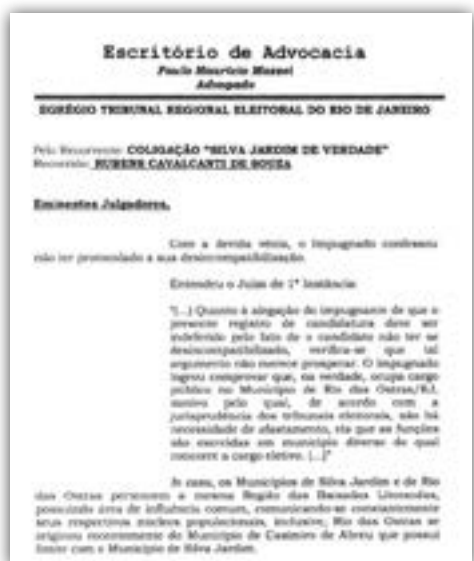 Escritório de Advocacia
Paulo Maurício
Advogado
EGRÉGIO TRIBUNAL REGIONAL ELEITORAL DO RIO DE JANEIRO
Pelo Recorrente: COLIGAÇÃO "SILVA JARDIM DE VERDADE"
Recorrido: RUBENS CAVALCANTI DE SOUZA
Eminentes Julgadores,
Com a devida vênia, o impugnado confessou
não ter protocolado a sua desincompatibilização.
Entendeu o Juízo de 1ª Instância:
"(...) Quanto à alegação do impugnante de que o
presente registro de candidatura deve ser
indeferido pelo fato de o candidato não ter se
desincompatibilizado, verifica-se que tal
argumento não merece prosperar. O impugnado
logrou comprovar que, na verdade, ocupa cargo
público no Município de Rio das Ostras/RJ,
motivo pelo qual, de acordo com a
jurisprudência dos tribunais eleitorais, não há
necessidade de afastamento, vis que as funções
são exercidas em município diverso do qual
concorre a cargo eletivo. (...)"
In casu, os Municípios de Silva Jardim e de Rio
das Ostras pertencem a mesma Região das Baixadas Litorâneas,
possuindo área de influência comum, comunicando-se constantemente
seus respectivos núcleos populacionais, inclusive, Rio das Ostras se
originou recentemente do Município de Casimiro de Abreu que possui
limite com o Município de Silva Jardim.